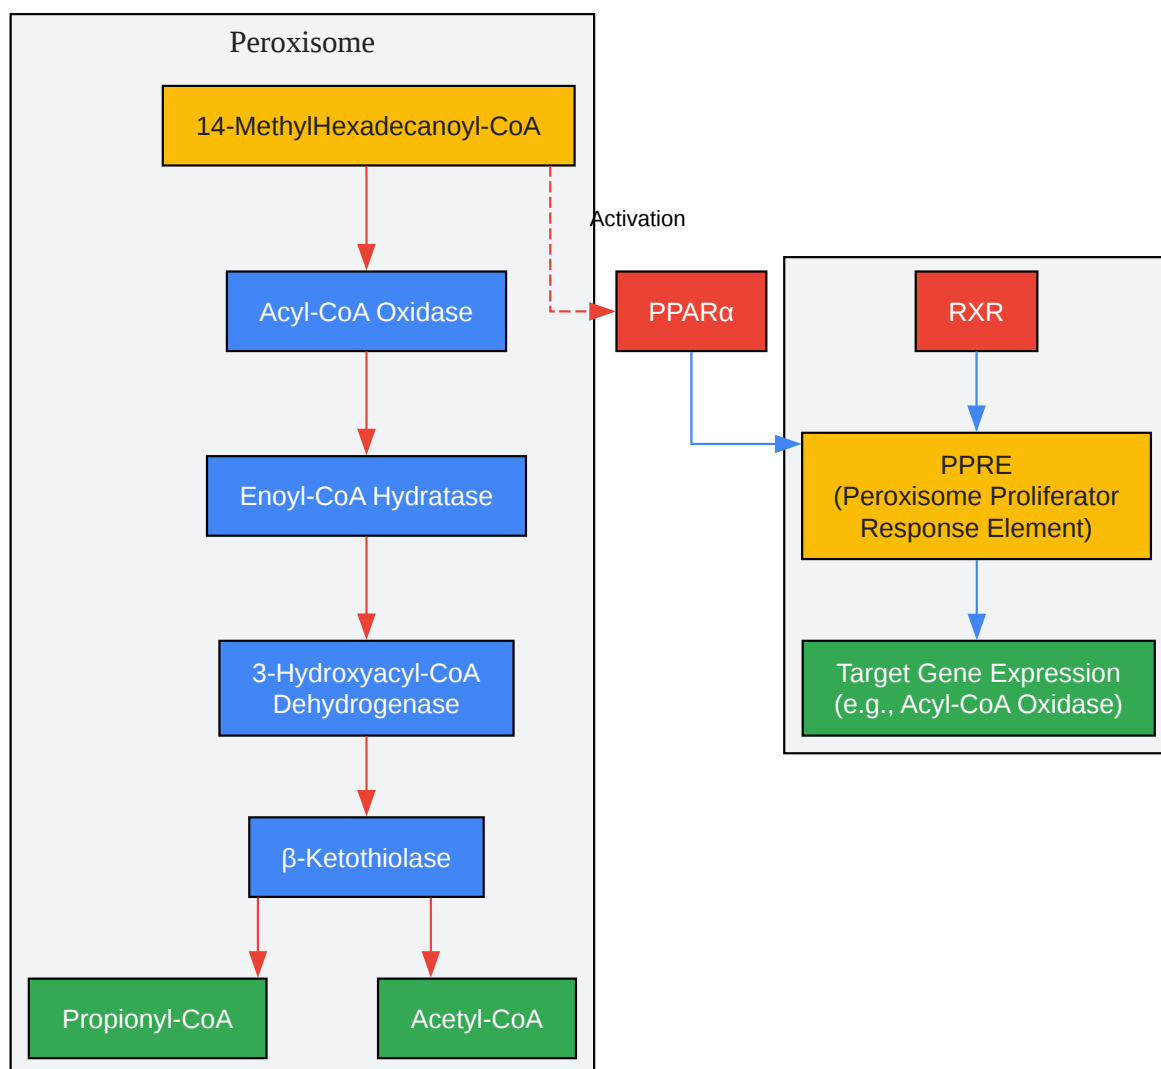 Peroxisome
14-MethylHexadecanoyl-CoA
Activation
Acyl-CoA Oxidase
PPARα
RXR
Enoyl-CoA Hydratase
PPRE
(Peroxisome Proliferator
Response Element)
3-Hydroxyacyl-CoA
Dehydrogenase
Target Gene Expression
(e.g., Acyl-CoA Oxidase)
β-Ketothiolase
Propionyl-CoA
Acetyl-CoA